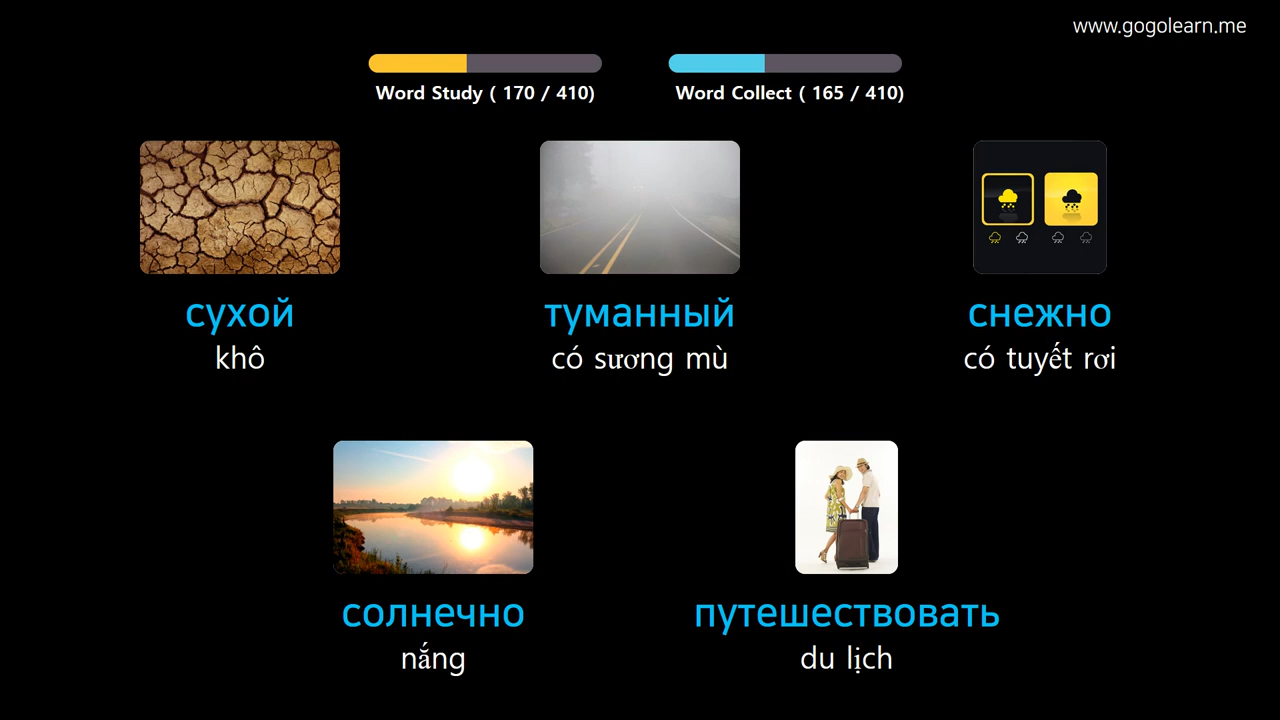 www.gogolearn.me
Word Study ( 170 / 410)
Word Collect ( 165 / 410)
сухой
khô
туманный
có sương mù
снежно
có tuyết rơi
солнечно
nắng
путешествовать
du lịch